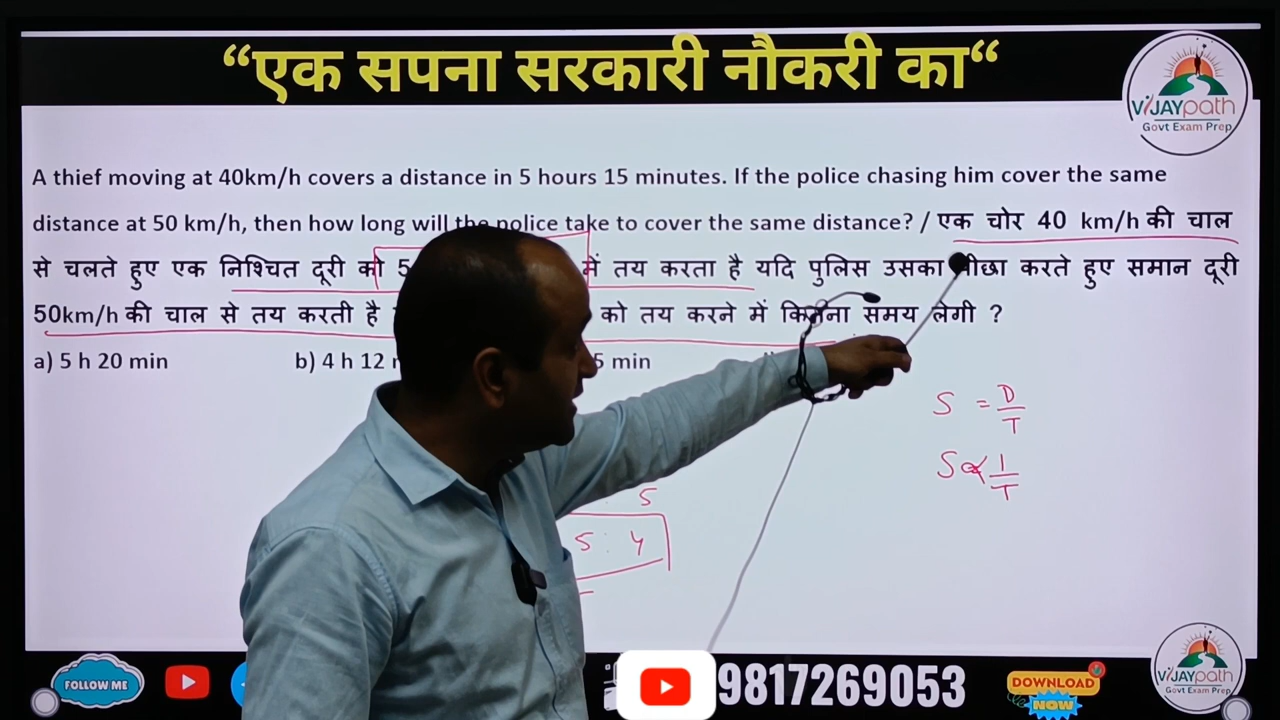 “एक सपना सरकारी नौकरी का“
VIJAYpath
Govt Exam Prep
A thief moving at 40km/h covers a distance in 5 hours 15 minutes. If the police chasing him cover the same
distance at 50 km/h, then how long will the police take to cover the same distance? / एक चोर 40 km/h की चाल
से चलते हुए एक निश्चित दूरी को 5 में तय करता है यदि पुलिस उसका पीछा करते हुए समान दूरी
50km/h की चाल से तय करती है को तय करने में कितना समय लेगी ?
a) 5 h 20 min b) 4 h 12 5 min
S = D/T
S ∝ 1/T
: 5
5 : 4
FOLLOW ME
9817269053
DOWNLOAD
NOW
VIJAYpath
Govt Exam Prep